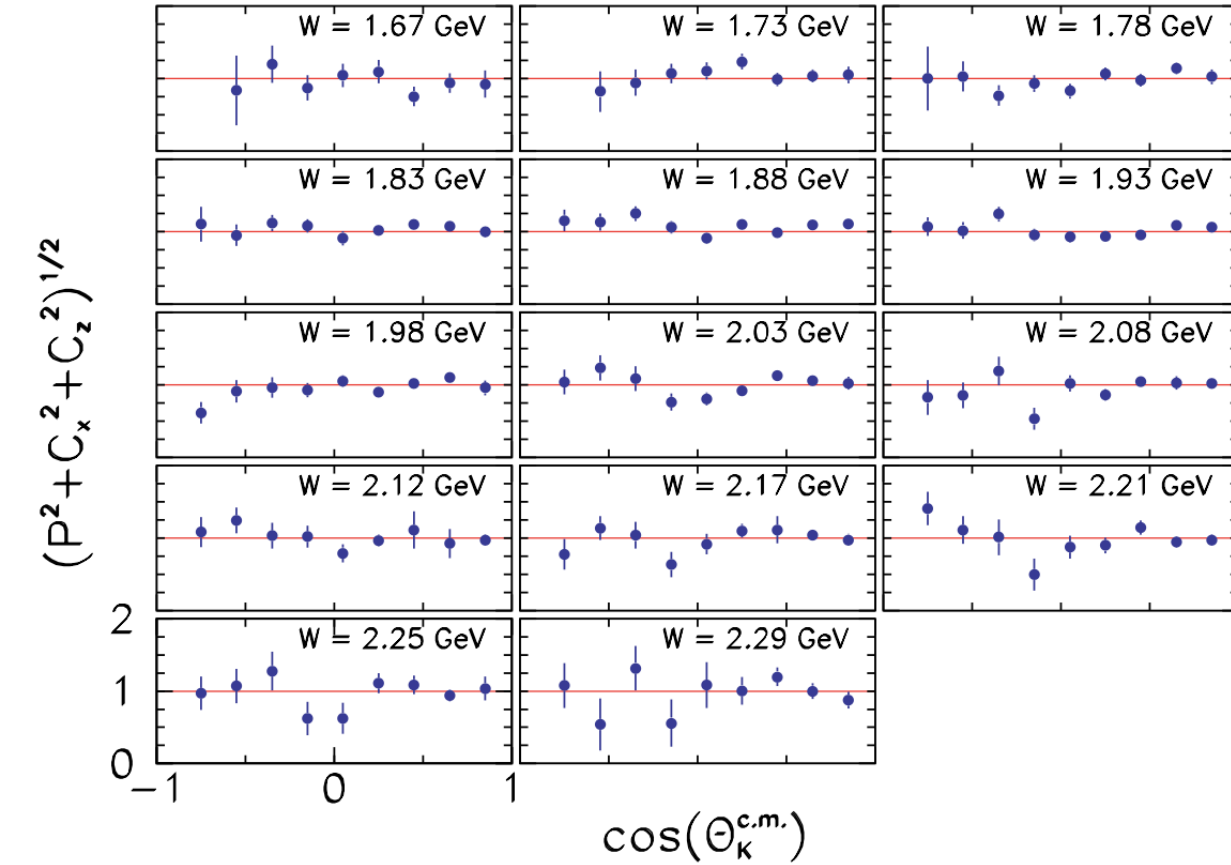 W = 1.67 GeV
W = 1.73 GeV
W = 1.78 GeV
W = 1.83 GeV
W = 1.88 GeV
W = 1.93 GeV
W = 1.98 GeV
W = 2.03 GeV
W = 2.08 GeV
W = 2.12 GeV
W = 2.17 GeV
W = 2.21 GeV
W = 2.25 GeV
W = 2.29 GeV
(P²+Cₓ²+C_z²)^1/2
2
1
0
−1 0 1
cos(Θ_K^c.m.)